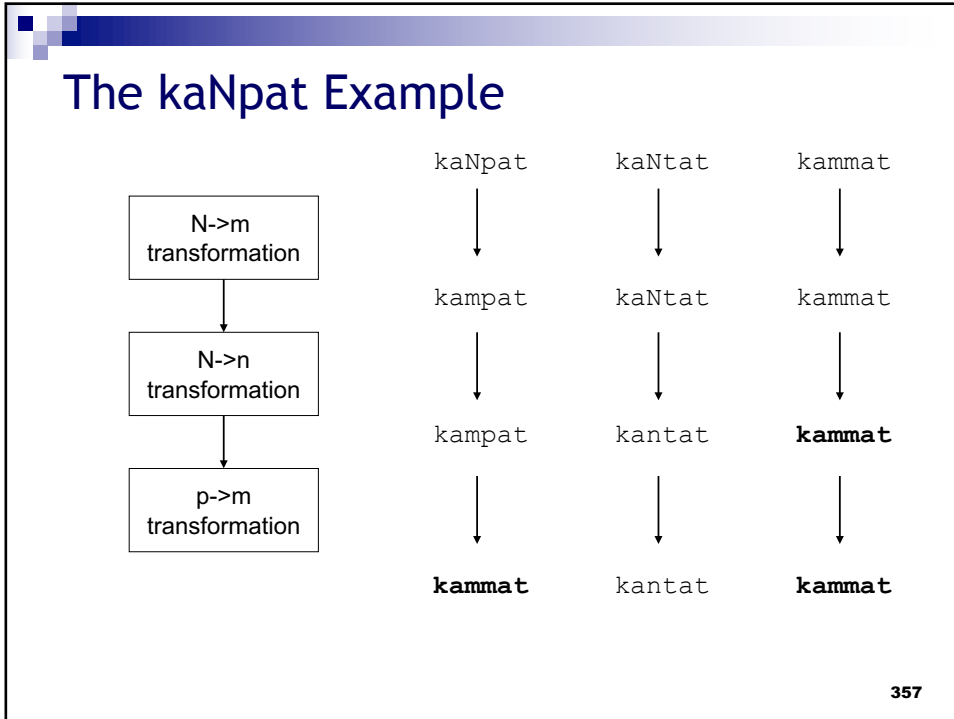 The kaNpat Example
kaNpat kaNtat kammat
N->m
transformation
kampat kaNtat kammat
N->n
transformation
kampat kantat kammat
p->m
transformation
kammat kantat kammat
357